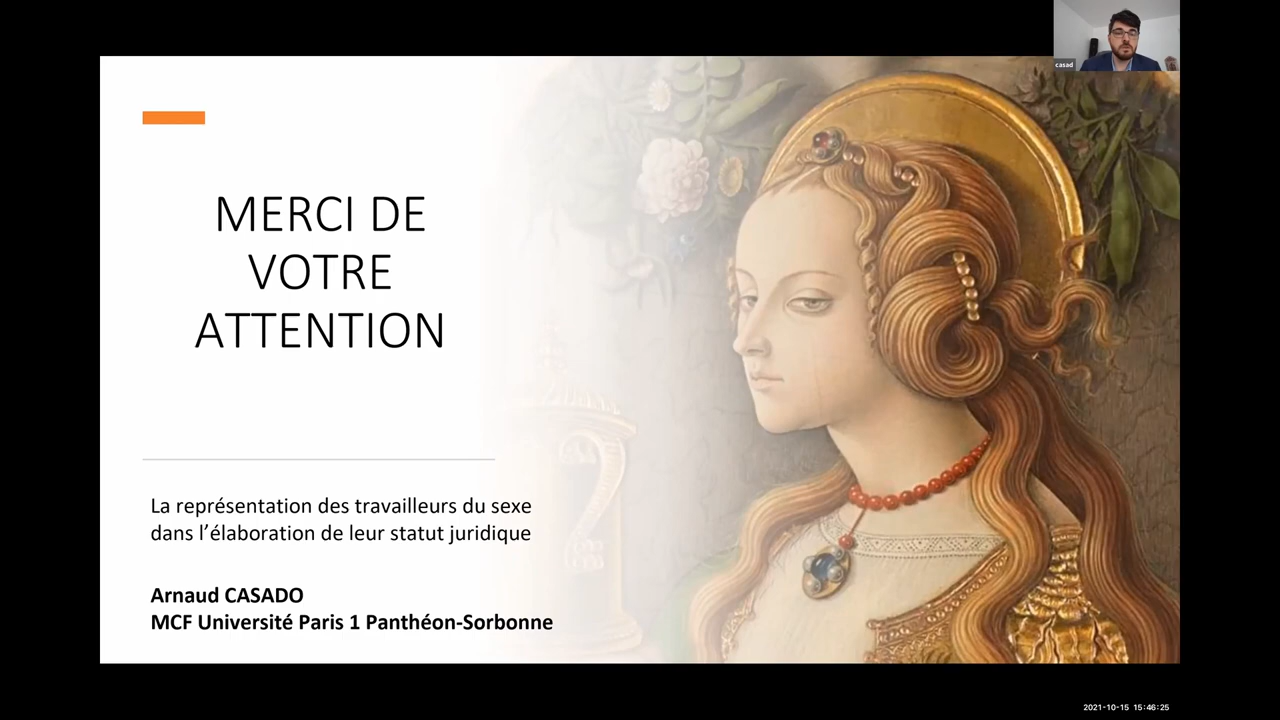 casad
MERCI DE
VOTRE
ATTENTION
La représentation des travailleurs du sexe
dans l’élaboration de leur statut juridique
Arnaud CASADO
MCF Université Paris 1 Panthéon-Sorbonne
2021-10-15 15:46:25